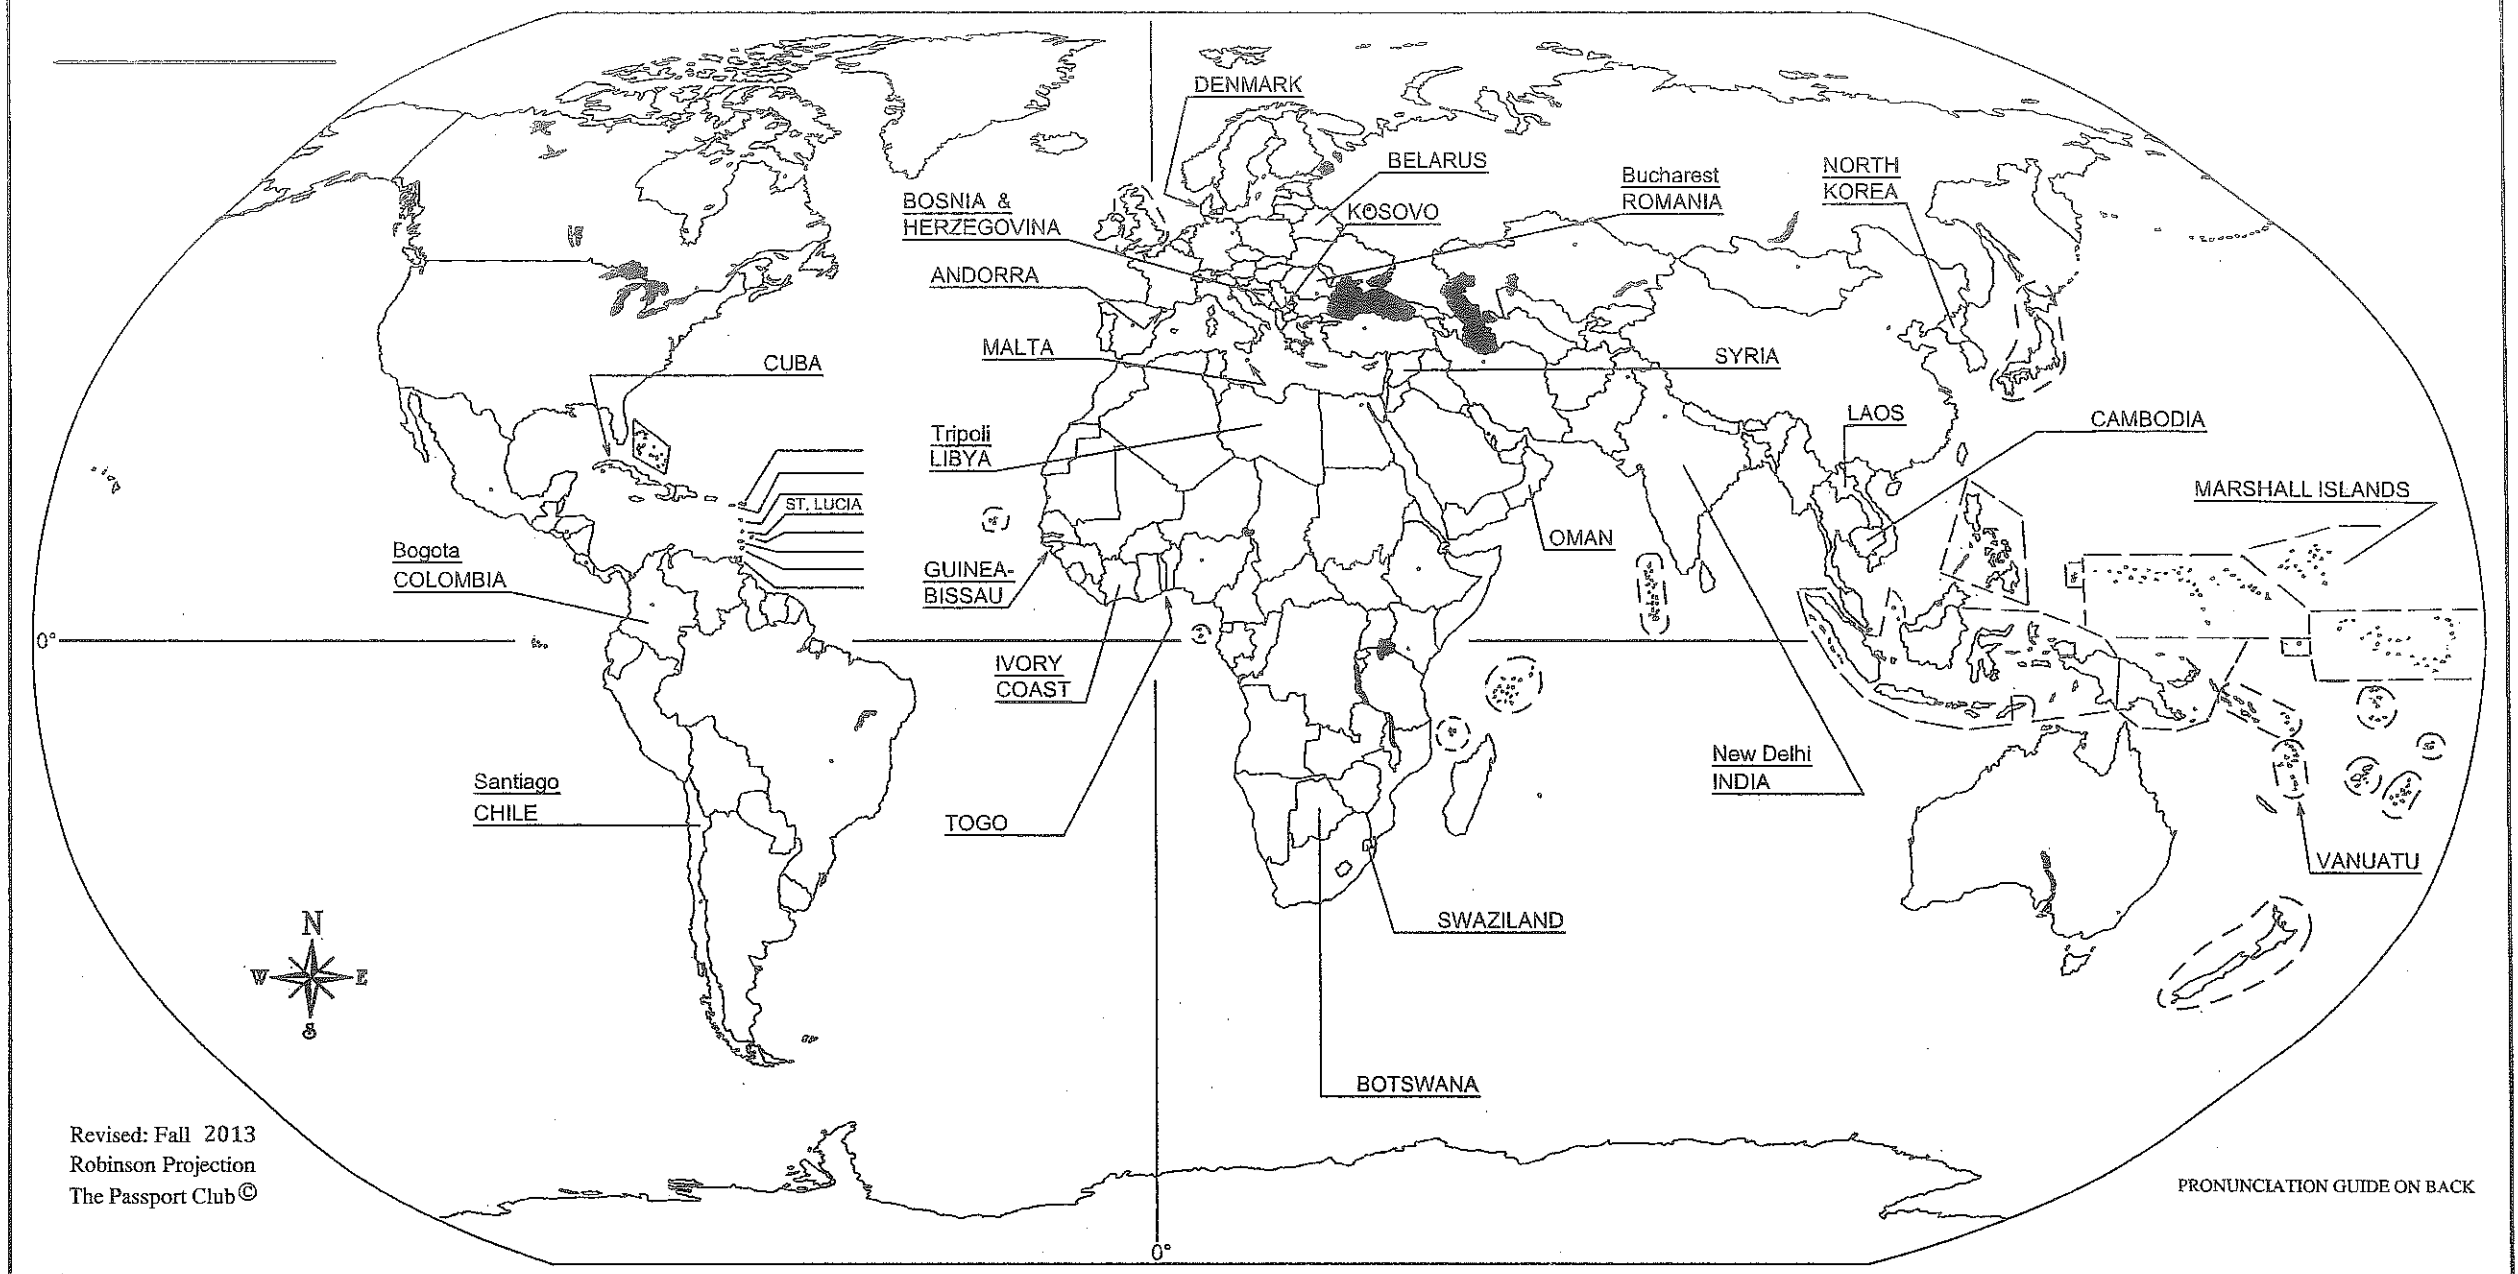 DENMARK
BELARUS
Bucharest
ROMANIA
NORTH
KOREA
BOSNIA &
HERZEGOVINA
KOSOVO
ANDORRA
MALTA
SYRIA
CUBA
LAOS
CAMBODIA
Tripoli
LIBYA
MARSHALL ISLANDS
ST. LUCIA
OMAN
Bogota
COLOMBIA
GUINEA-
BISSAU
0°
IVORY
COAST
New Delhi
INDIA
Santiago
CHILE
TOGO
VANUATU
SWAZILAND
N
W E
S
BOTSWANA
Revised: Fall 2013
Robinson Projection
The Passport Club ©
PRONUNCIATION GUIDE ON BACK
0°